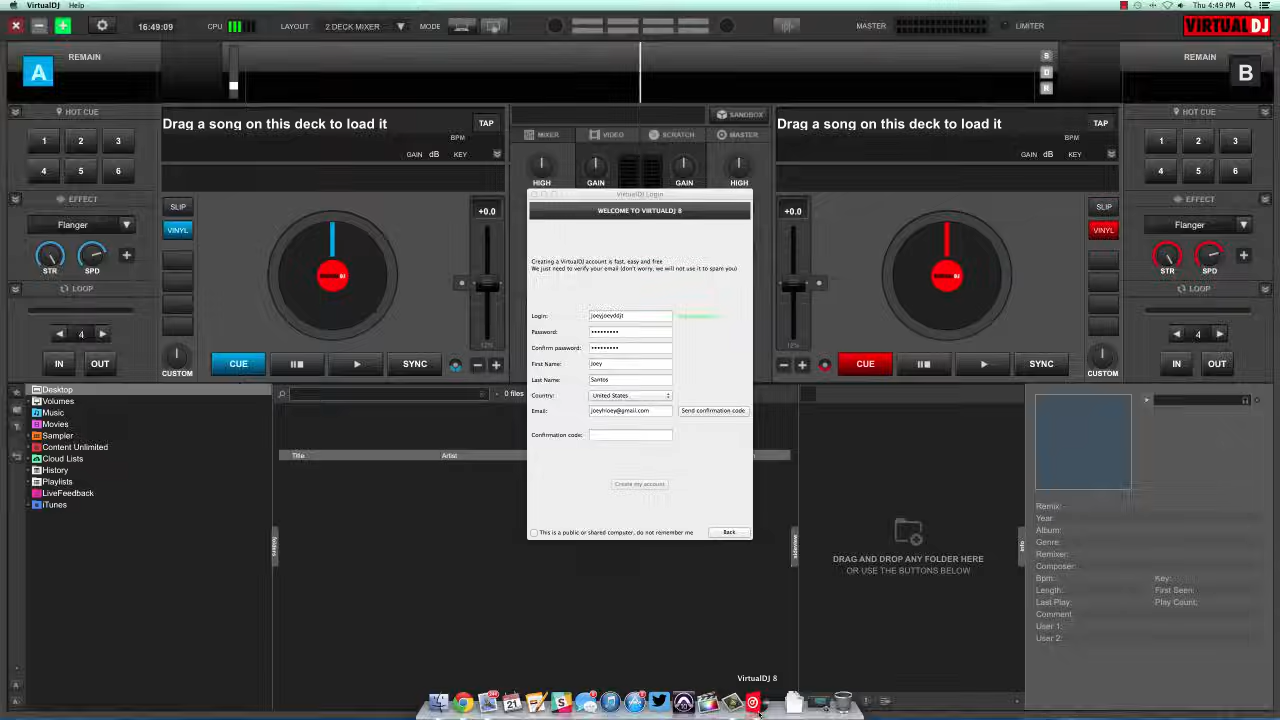 VirtualDJ Help
Thu 4:49 PM
16:49:09 CPU LAYOUT 2 DECK MIXER MODE MASTER LIMITER VIRTUALDJ
A REMAIN S REMAIN B
D
R
HOT CUE
1 2 3
4 5 6
EFFECT
Flanger
STR SPD
LOOP
4
IN OUT
Drag a song on this deck to load it TAP
BPM
GAIN dB KEY
SLIP
VINYL
+0.0
12%
CUSTOM
CUE SYNC
SANDBOX
MIXER VIDEO SCRATCH MASTER
HIGH GAIN GAIN HIGH
Drag a song on this deck to load it TAP
BPM
GAIN dB KEY
+0.0
SLIP
VINYL
12%
CUSTOM
CUE SYNC
HOT CUE
1 2 3
4 5 6
EFFECT
Flanger
STR SPD
LOOP
4
IN OUT
VirtualDJ Login
WELCOME TO VIRTUALDJ 8
Creating a VirtualDJ account is fast, easy and free
We just need to verify your email (don't worry, we will not use it to spam you)
Login: joeyjoeyddjt
Password: •••••••••
Confirm password: •••••••••
First Name: Joey
Last Name: Santos
Country: United States
Email: Send confirmation code
Confirmation code:
Create my account
This is a public or shared computer, do not remember me Back
Desktop
Volumes
Music
Movies
Sampler
Content Unlimited
Cloud Lists
History
Playlists
LiveFeedback
iTunes
folders
0 files
Title Artist
sideview
DRAG AND DROP ANY FOLDER HERE
OR USE THE BUTTONS BELOW
info
Remix:
Year:
Album:
Genre:
Remixer:
Composer:
Bpm: Key:
Length: First Seen:
Last Play: Play Count:
Comment
User 1:
User 2:
VirtualDJ 8
21